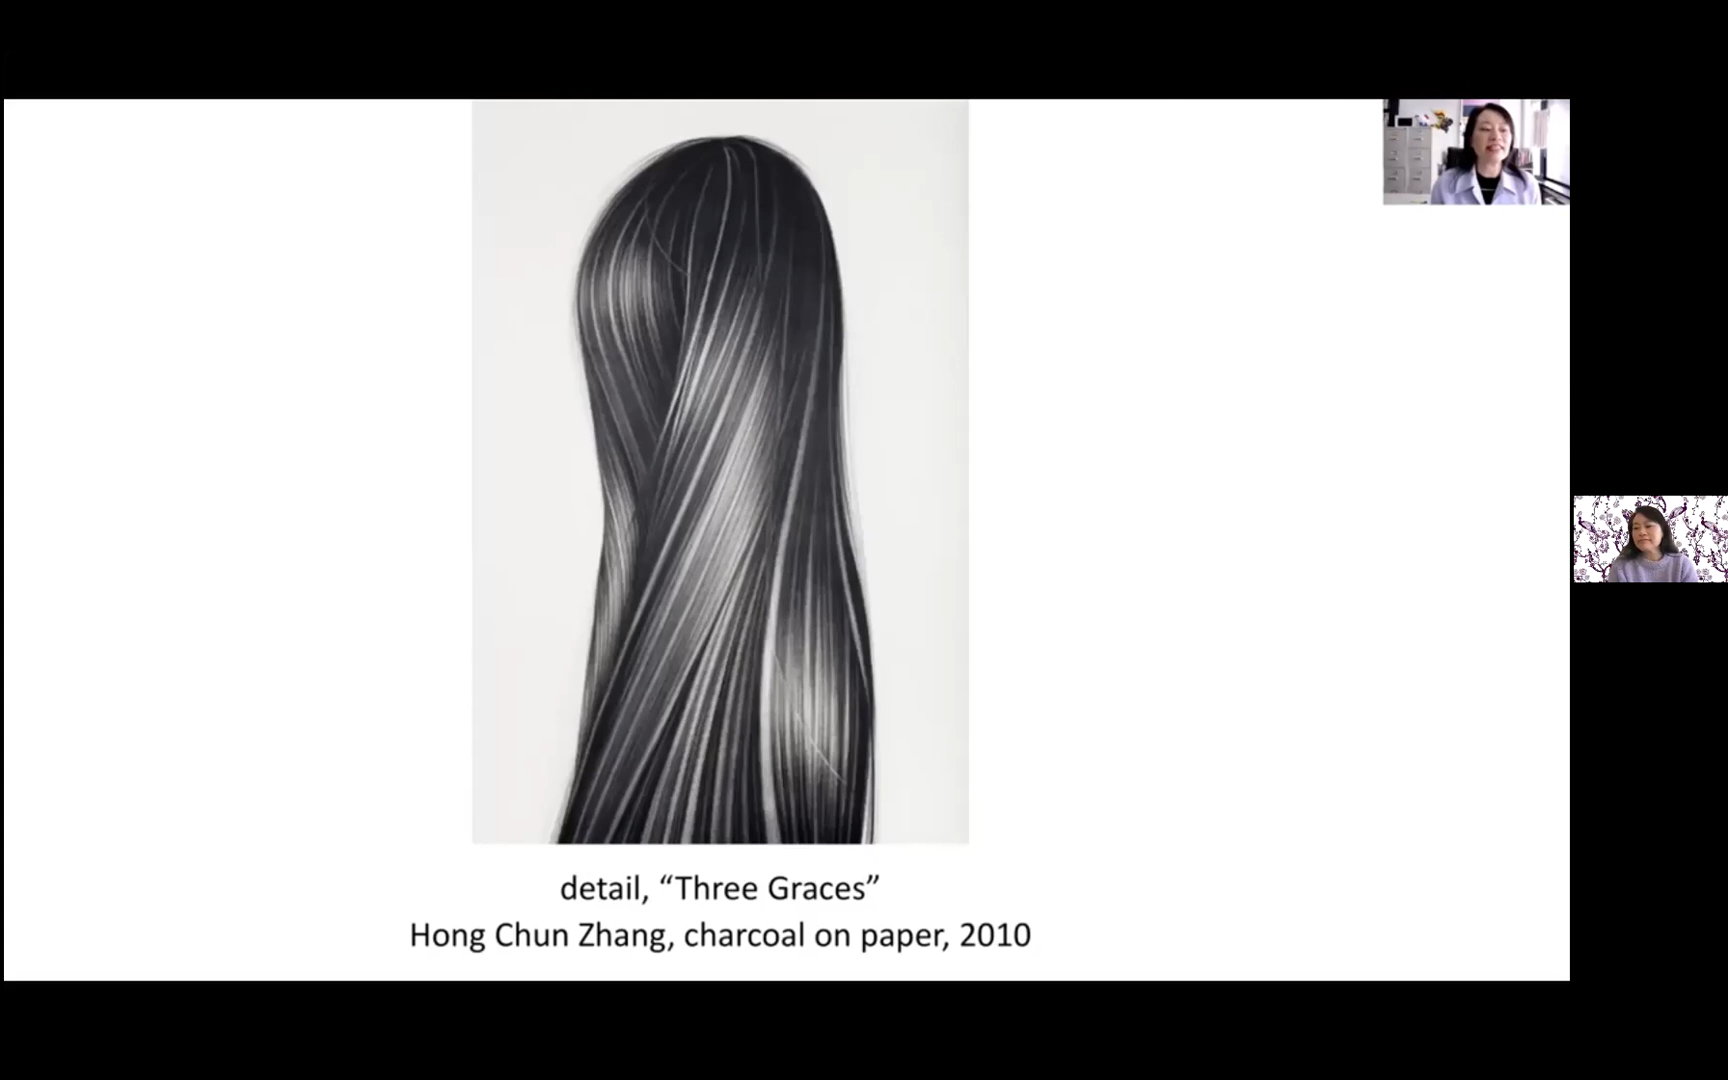 detail, “Three Graces”
Hong Chun Zhang, charcoal on paper, 2010